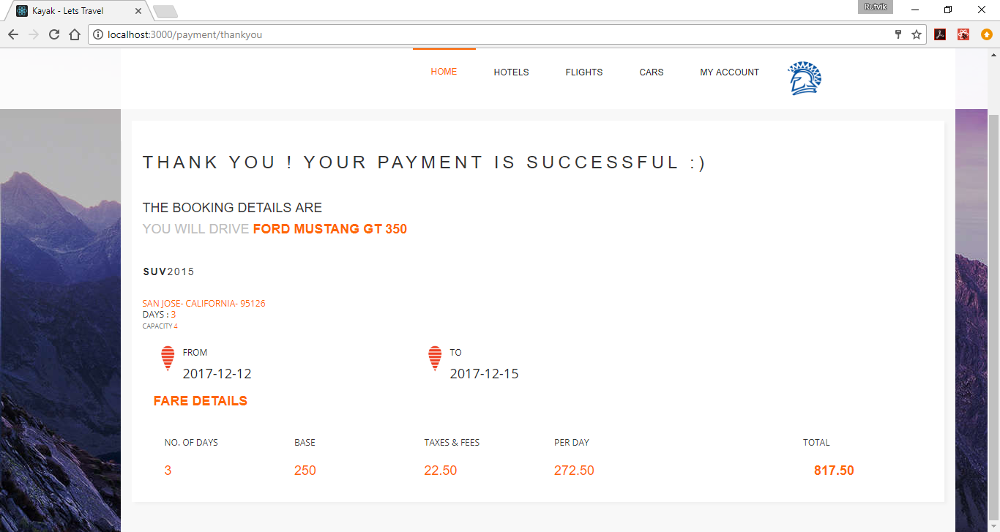 Kayak - Lets Travel
Rutvik
localhost:3000/payment/thankyou
HOME HOTELS FLIGHTS CARS MY ACCOUNT
THANK YOU ! YOUR PAYMENT IS SUCCESSFUL :)
THE BOOKING DETAILS ARE
YOU WILL DRIVE FORD MUSTANG GT 350
SUV2015
SAN JOSE- CALIFORNIA- 95126
DAYS : 3
CAPACITY 4
FROM TO
2017-12-12 2017-12-15
FARE DETAILS
NO. OF DAYS BASE TAXES & FEES PER DAY TOTAL
3 250 22.50 272.50 817.50